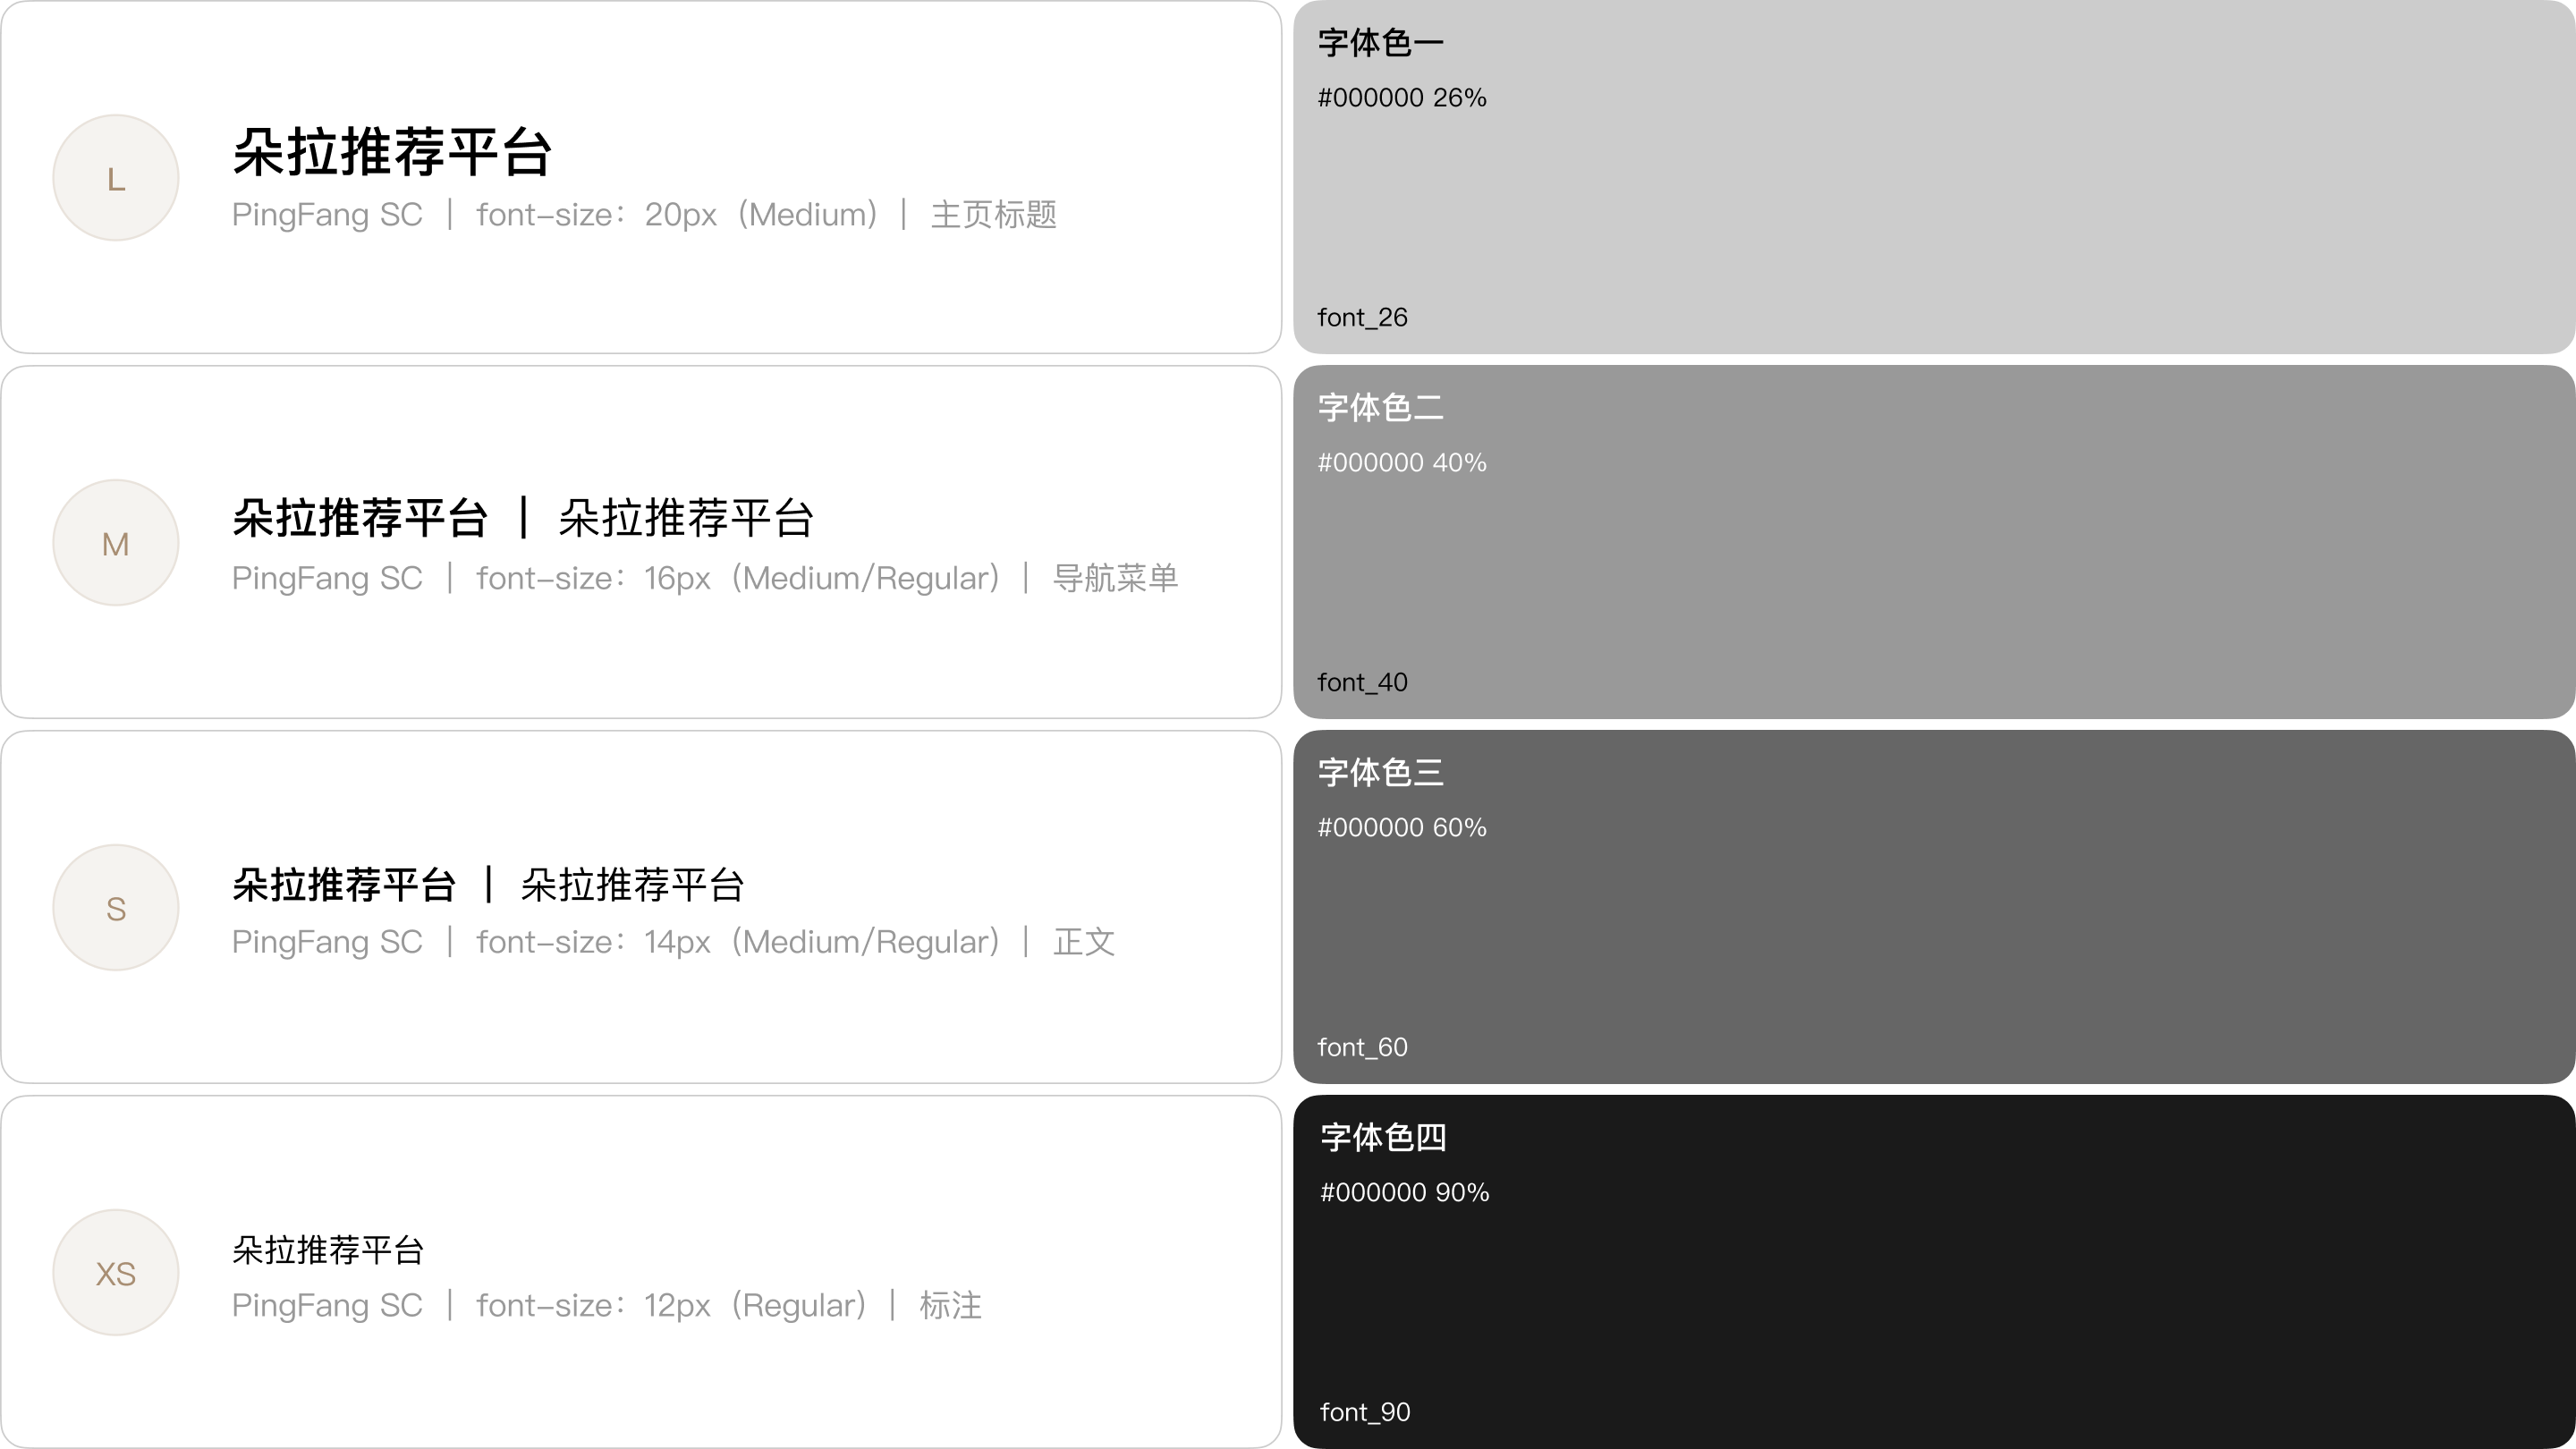 L
朵拉推荐平台
PingFang SC | font-size：20px（Medium）| 主页标题
字体色一
#000000 26%
font_26
M
朵拉推荐平台 | 朵拉推荐平台
PingFang SC | font-size：16px（Medium/Regular）| 导航菜单
字体色二
#000000 40%
font_40
S
朵拉推荐平台 | 朵拉推荐平台
PingFang SC | font-size：14px（Medium/Regular）| 正文
字体色三
#000000 60%
font_60
XS
朵拉推荐平台
PingFang SC | font-size：12px（Regular）| 标注
字体色四
#000000 90%
font_90